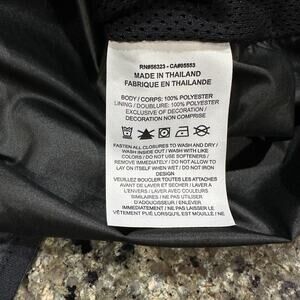 RN#56323 - CA#05553
MADE IN THAILAND
FABRIQUE EN THAILANDE
BODY / CORPS: 100% POLYESTER
LINING / DOUBLURE: 100% POLYESTER
EXCLUSIVE OF DECORATION /
DECORATION NON COMPRISE
FASTEN ALL CLOSURES TO WASH AND DRY /
WASH INSIDE OUT / WASH WITH LIKE
COLORS / DO NOT USE SOFTENERS /
REMOVE IMMEDIATELY / DO NOT ALLOW TO
LAY ON ITSELF WHEN WET / DO NOT IRON
DESIGN
VEUILLEZ BOUCLER TOUTES LES ATTACHES
AVANT DE LAVER ET SECHER / LAVER A
L'ENVERS / LAVER AVEC COULEURS
SIMILAIRES / NE PAS UTILISER
D'ADOUCISSEUR / ENLEVER
IMMEDIATEMENT / NE PAS LAISSER LE
VÊTEMENT PLIÉ LORSQU'EST MOUILLÉ / NE